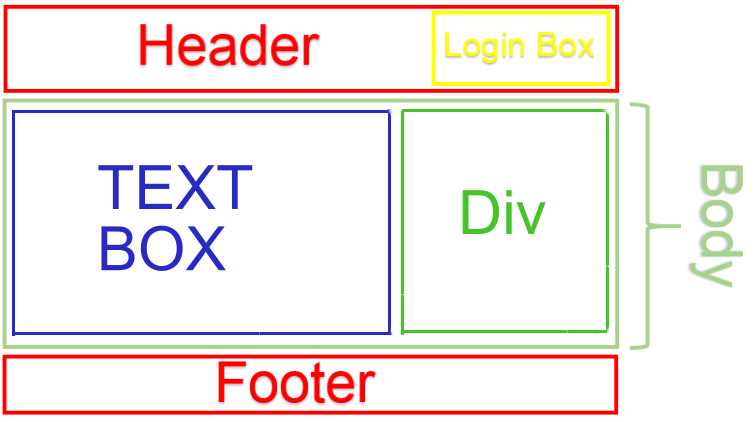 Header
Login Box
TEXT
BOX
Div
Body
Footer